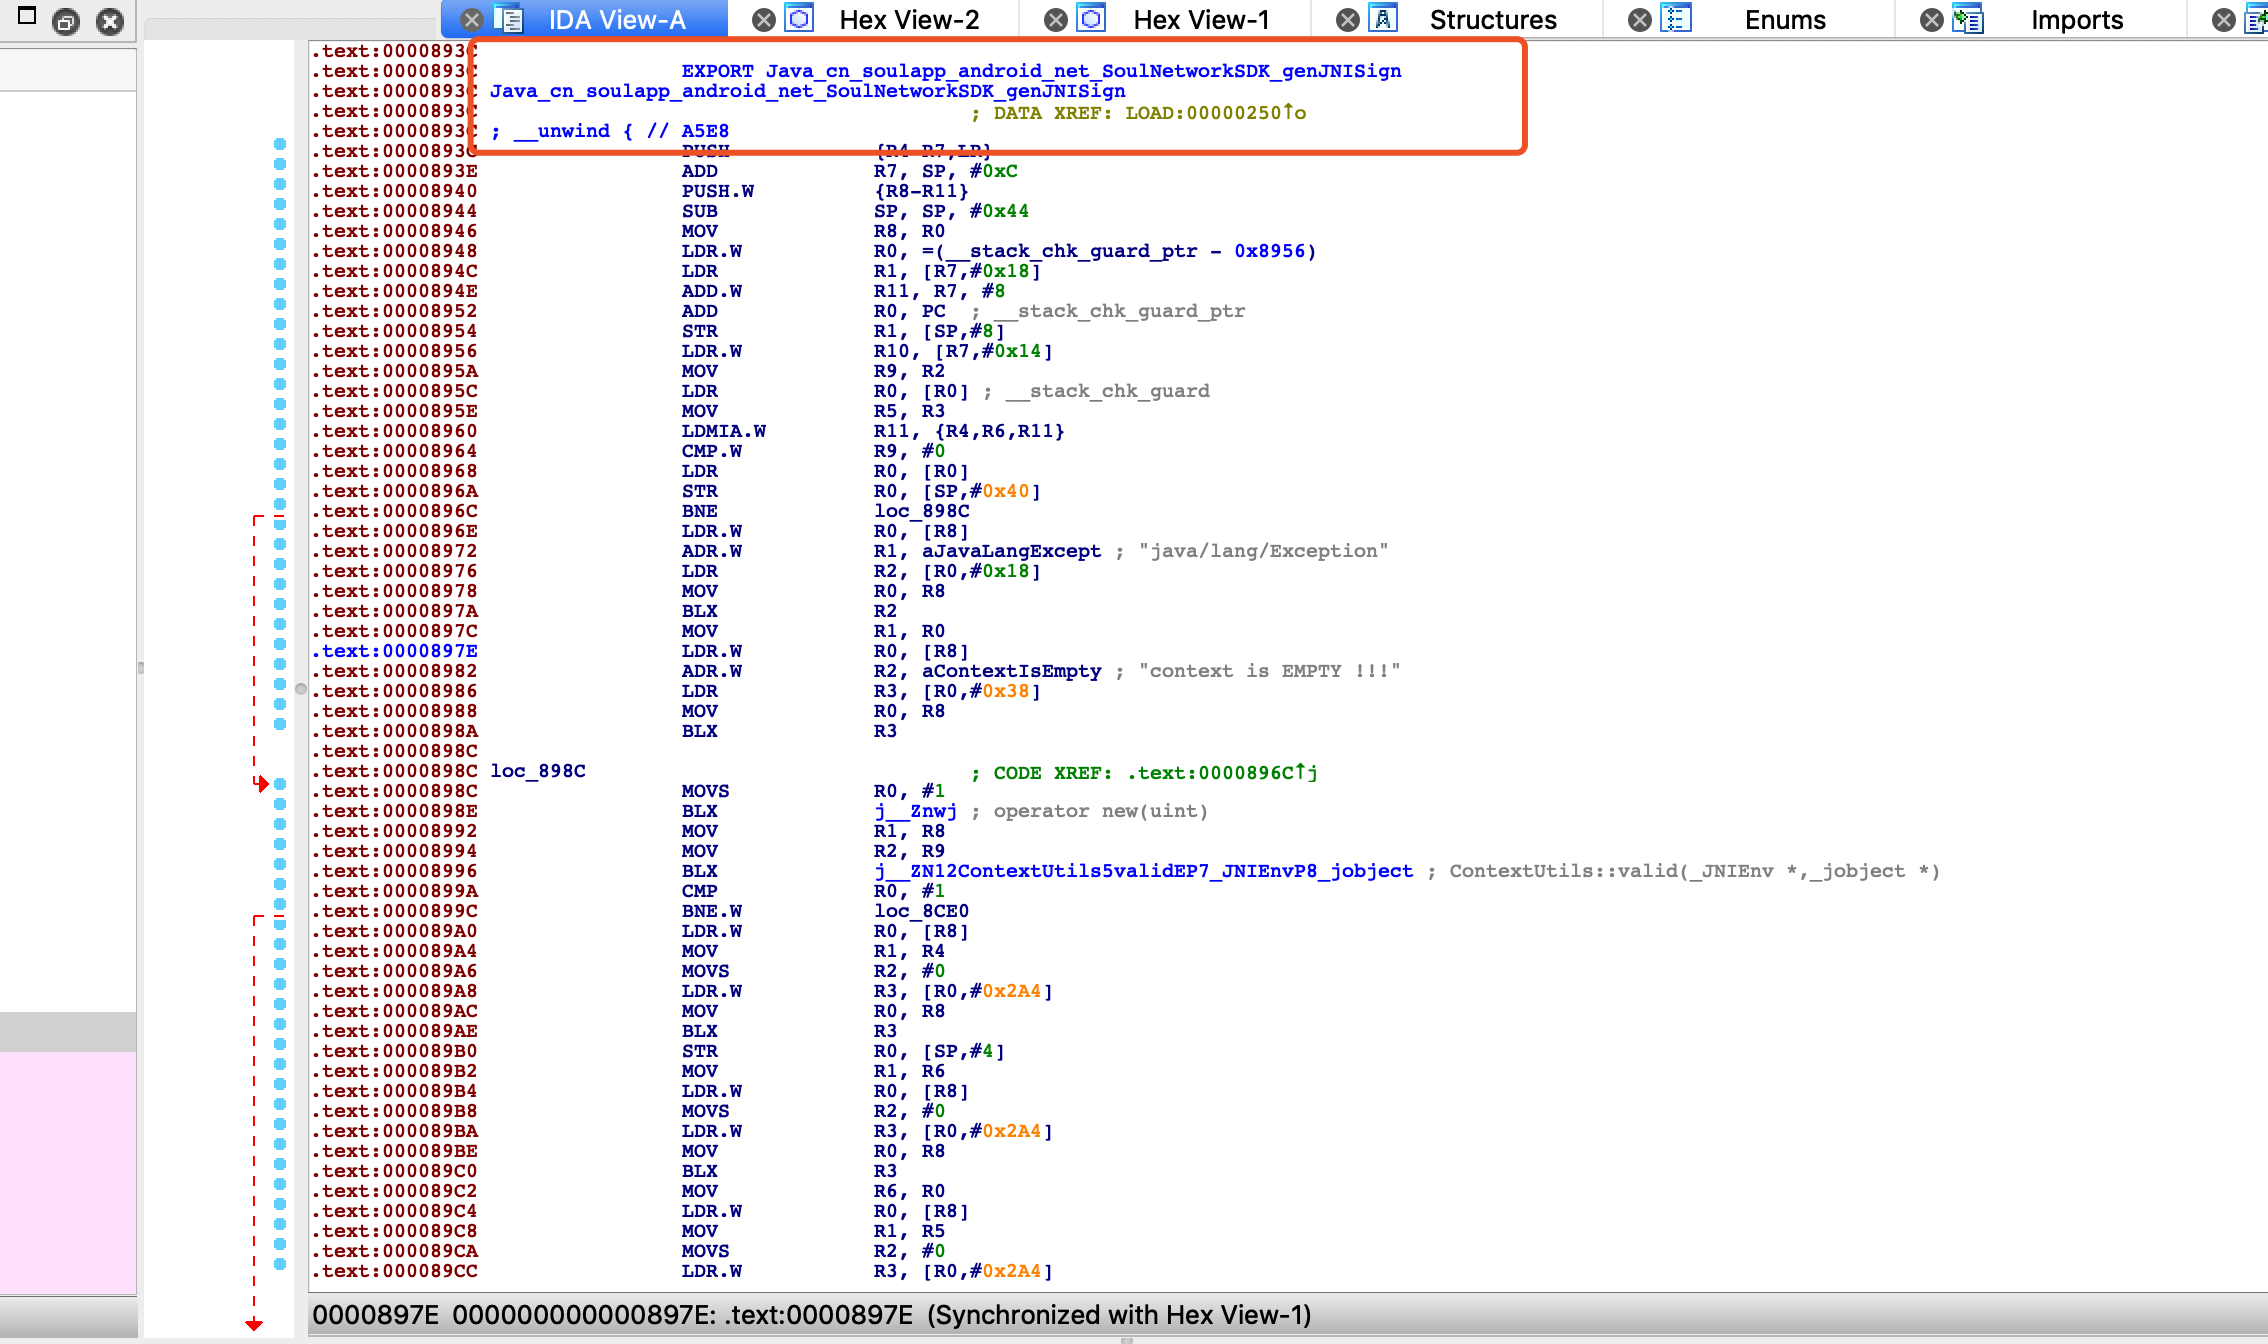 IDA View-A Hex View-2 Hex View-1 Structures Enums Imports
.text:0000893C
.text:0000893C EXPORT Java_cn_soulapp_android_net_SoulNetworkSDK_genJNISign
.text:0000893C Java_cn_soulapp_android_net_SoulNetworkSDK_genJNISign
.text:0000893C ; DATA XREF: LOAD:00000250↑o
.text:0000893C ; __unwind { // A5E8
.text:0000893C PUSH {R4-R7,LR}
.text:0000893E ADD R7, SP, #0xC
.text:00008940 PUSH.W {R8-R11}
.text:00008944 SUB SP, SP, #0x44
.text:00008946 MOV R8, R0
.text:00008948 LDR.W R0, =(__stack_chk_guard_ptr - 0x8956)
.text:0000894C LDR R1, [R7,#0x18]
.text:0000894E ADD.W R11, R7, #8
.text:00008952 ADD R0, PC ; __stack_chk_guard_ptr
.text:00008954 STR R1, [SP,#8]
.text:00008956 LDR.W R10, [R7,#0x14]
.text:0000895A MOV R9, R2
.text:0000895C LDR R0, [R0] ; __stack_chk_guard
.text:0000895E MOV R5, R3
.text:00008960 LDMIA.W R11, {R4,R6,R11}
.text:00008964 CMP.W R9, #0
.text:00008968 LDR R0, [R0]
.text:0000896A STR R0, [SP,#0x40]
.text:0000896C BNE loc_898C
.text:0000896E LDR.W R0, [R8]
.text:00008972 ADR.W R1, aJavaLangExcept ; "java/lang/Exception"
.text:00008976 LDR R2, [R0,#0x18]
.text:00008978 MOV R0, R8
.text:0000897A BLX R2
.text:0000897C MOV R1, R0
.text:0000897E LDR.W R0, [R8]
.text:00008982 ADR.W R2, aContextIsEmpty ; "context is EMPTY !!!"
.text:00008986 LDR R3, [R0,#0x38]
.text:00008988 MOV R0, R8
.text:0000898A BLX R3
.text:0000898C
.text:0000898C loc_898C ; CODE XREF: .text:0000896C↑j
.text:0000898C MOVS R0, #1
.text:0000898E BLX j__Znwj ; operator new(uint)
.text:00008992 MOV R1, R8
.text:00008994 MOV R2, R9
.text:00008996 BLX j__ZN12ContextUtils5validEP7_JNIEnvP8_jobject ; ContextUtils::valid(_JNIEnv *,_jobject *)
.text:0000899A CMP R0, #1
.text:0000899C BNE.W loc_8CE0
.text:000089A0 LDR.W R0, [R8]
.text:000089A4 MOV R1, R4
.text:000089A6 MOVS R2, #0
.text:000089A8 LDR.W R3, [R0,#0x2A4]
.text:000089AC MOV R0, R8
.text:000089AE BLX R3
.text:000089B0 STR R0, [SP,#4]
.text:000089B2 MOV R1, R6
.text:000089B4 LDR.W R0, [R8]
.text:000089B8 MOVS R2, #0
.text:000089BA LDR.W R3, [R0,#0x2A4]
.text:000089BE MOV R0, R8
.text:000089C0 BLX R3
.text:000089C2 MOV R6, R0
.text:000089C4 LDR.W R0, [R8]
.text:000089C8 MOV R1, R5
.text:000089CA MOVS R2, #0
.text:000089CC LDR.W R3, [R0,#0x2A4]
0000897E 000000000000897E: .text:0000897E (Synchronized with Hex View-1)